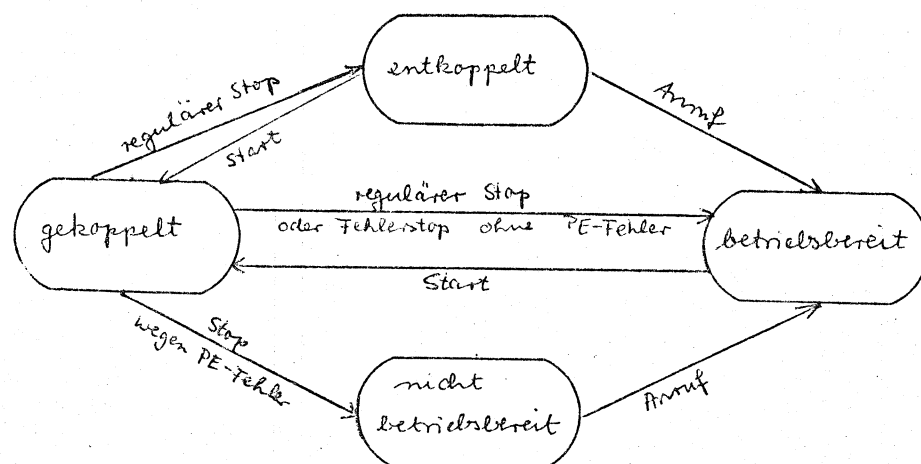 entkoppelt
regulärer Stop
Start
Anruf
gekoppelt
regulärer Stop
oder Fehlerstop ohne PE-Fehler
betriebsbereit
Start
Stop
wegen PE-Fehler
nicht
betriebsbereit
Anruf